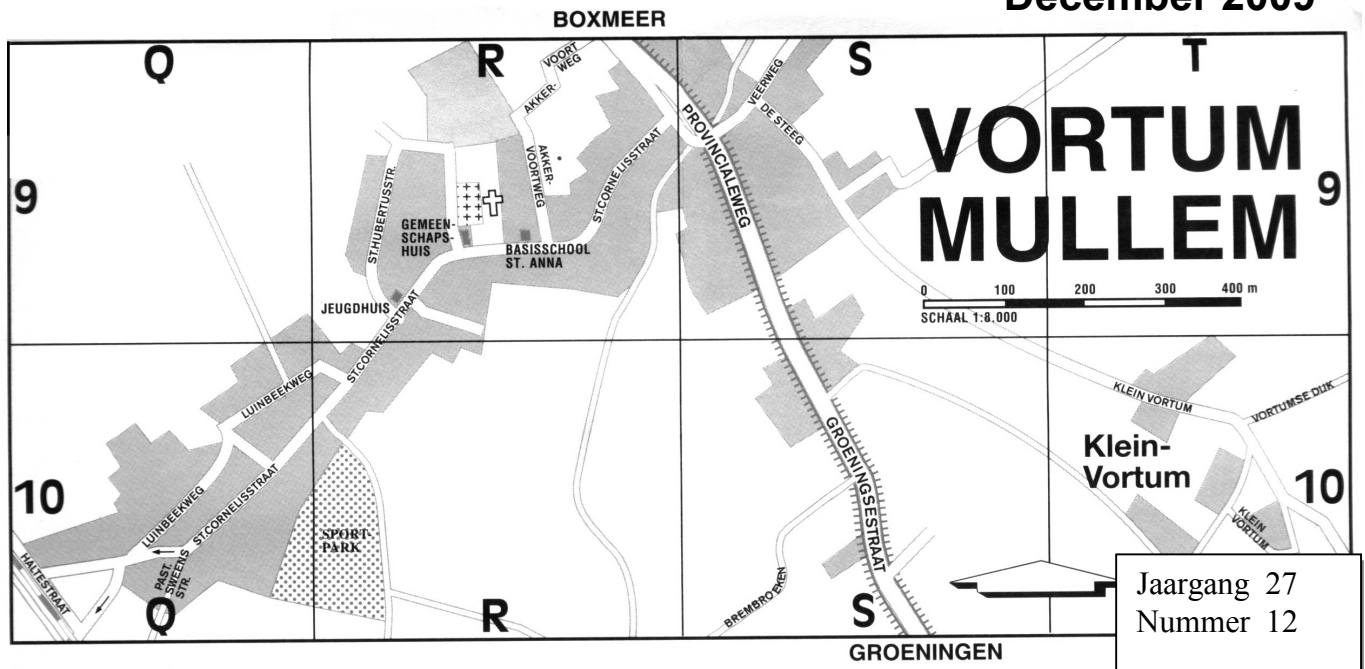 December 2009
BOXMEER
Q
R
S
T
VOORT
WEG
AKKER-
AKKER-
VOORTWEG
ST.CORNELISSTRAAT
PROVINCIALEWEG
VEERWEG
DE STEEG
VORTUM
MULLEM
9
9
ST.HUBERTUSSTR.
GEMEEN-
SCHAPS-
HUIS
BASISSCHOOL
ST. ANNA
JEUGDHUIS
ST.CORNELISSTRAAT
0 100 200 300 400 m
SCHAAL 1:8.000
LUINBEEKWEG
KLEIN VORTUM
VORTUMSE DIJK
Klein-
Vortum
10
10
LUINBEEKWEG
ST.CORNELISSTRAAT
GROENINGSESTRAAT
KLEIN
VORTUM
SPORT-
PARK
HALTESTRAAT
PAST.
SWEENS
STR.
BREMBROEKEN
Q
R
S
Jaargang 27
Nummer 12
GROENINGEN